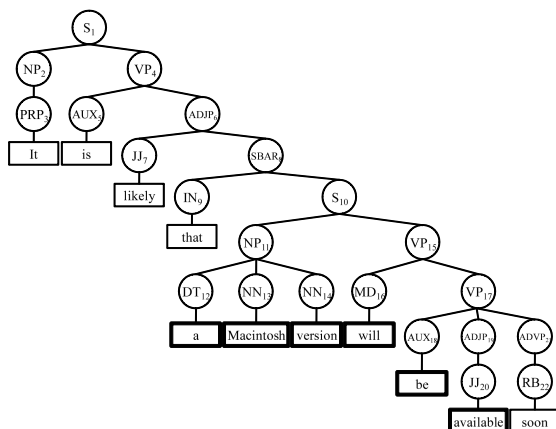 S1
NP2 VP4
PRP3 AUX5 ADJP6
It is JJ7 SBAR8
likely IN9 S10
that NP11 VP15
DT12 NN13 NN14 MD16 VP17
a Macintosh version will AUX18 ADJP19 ADVP2
be JJ20 RB22
available soon